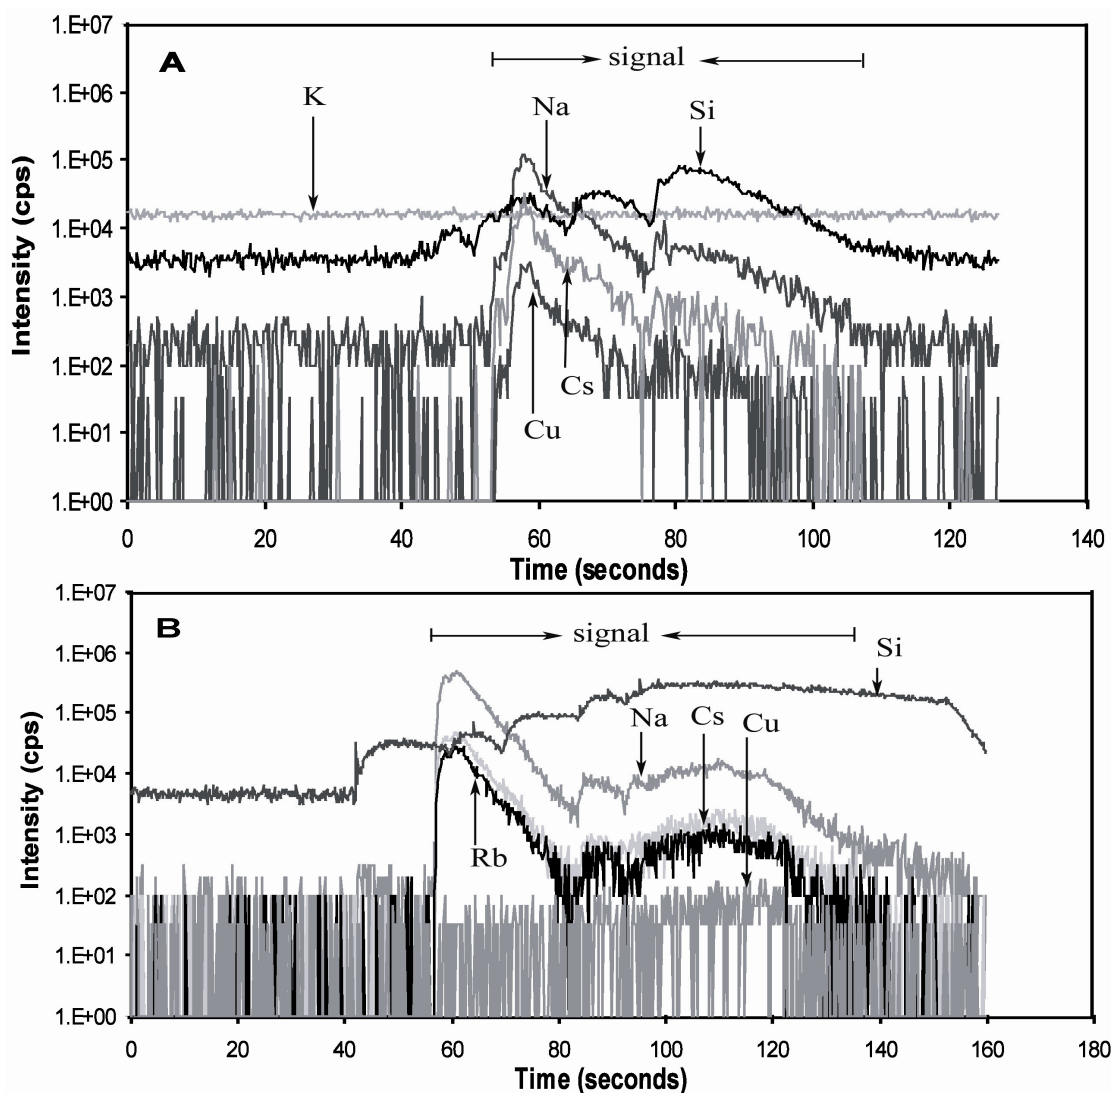 1.E+07
A
signal
1.E+06
K
Na
Si
1.E+05
1.E+04
1.E+03
1.E+02
Cs
1.E+01
Cu
1.E+00
Intensity (cps)
0 20 40 60 80 100 120 140
Time (seconds)
1.E+07
B
signal
1.E+06
Si
1.E+05
Na Cs Cu
1.E+04
1.E+03
Rb
1.E+02
1.E+01
1.E+00
Intensity (cps)
0 20 40 60 80 100 120 140 160 180
Time (seconds)